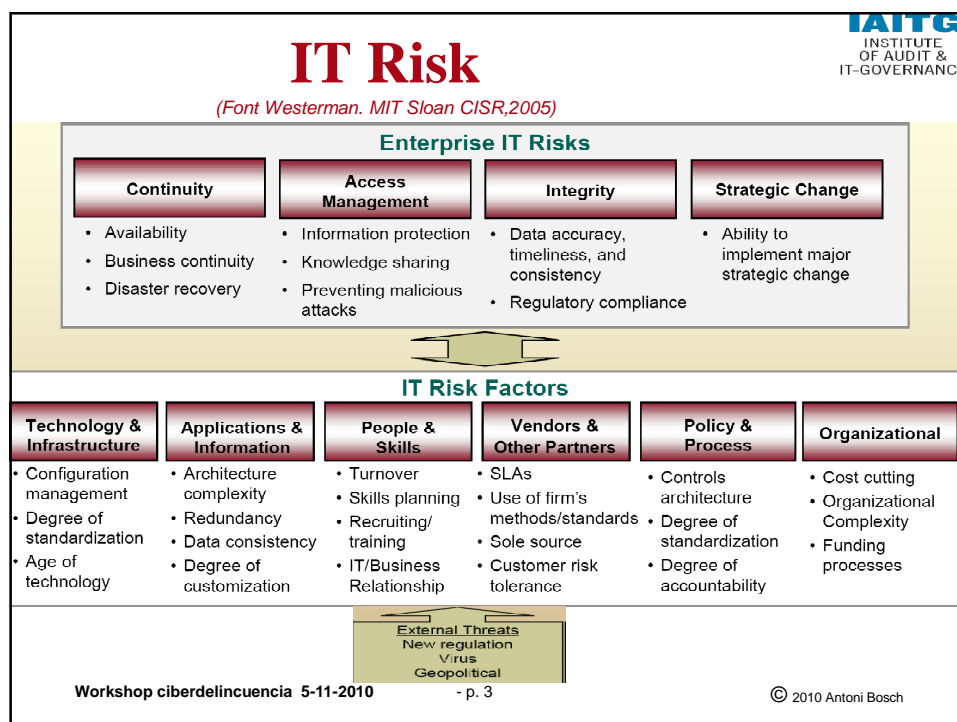 IAITG
INSTITUTE
OF AUDIT &
IT-GOVERNANC
IT Risk
(Font Westerman. MIT Sloan CISR,2005)
Enterprise IT Risks
Continuity
• Availability
• Business continuity
• Disaster recovery
Access
Management
• Information protection
• Knowledge sharing
• Preventing malicious
attacks
Integrity
• Data accuracy,
timeliness, and
consistency
• Regulatory compliance
Strategic Change
• Ability to
implement major
strategic change
IT Risk Factors
Technology &
Infrastructure
• Configuration
management
• Degree of
standardization
• Age of
technology
Applications &
Information
• Architecture
complexity
• Redundancy
• Data consistency
• Degree of
customization
People &
Skills
• Turnover
• Skills planning
• Recruiting/
training
• IT/Business
Relationship
Vendors &
Other Partners
• SLAs
• Use of firm's
methods/standards
• Sole source
• Customer risk
tolerance
Policy &
Process
• Controls
architecture
• Degree of
standardization
• Degree of
accountability
Organizational
• Cost cutting
• Organizational
Complexity
• Funding
processes
External Threats
New regulation
Virus
Geopolitical
Workshop ciberdelincuencia 5-11-2010
- p. 3
© 2010 Antoni Bosch